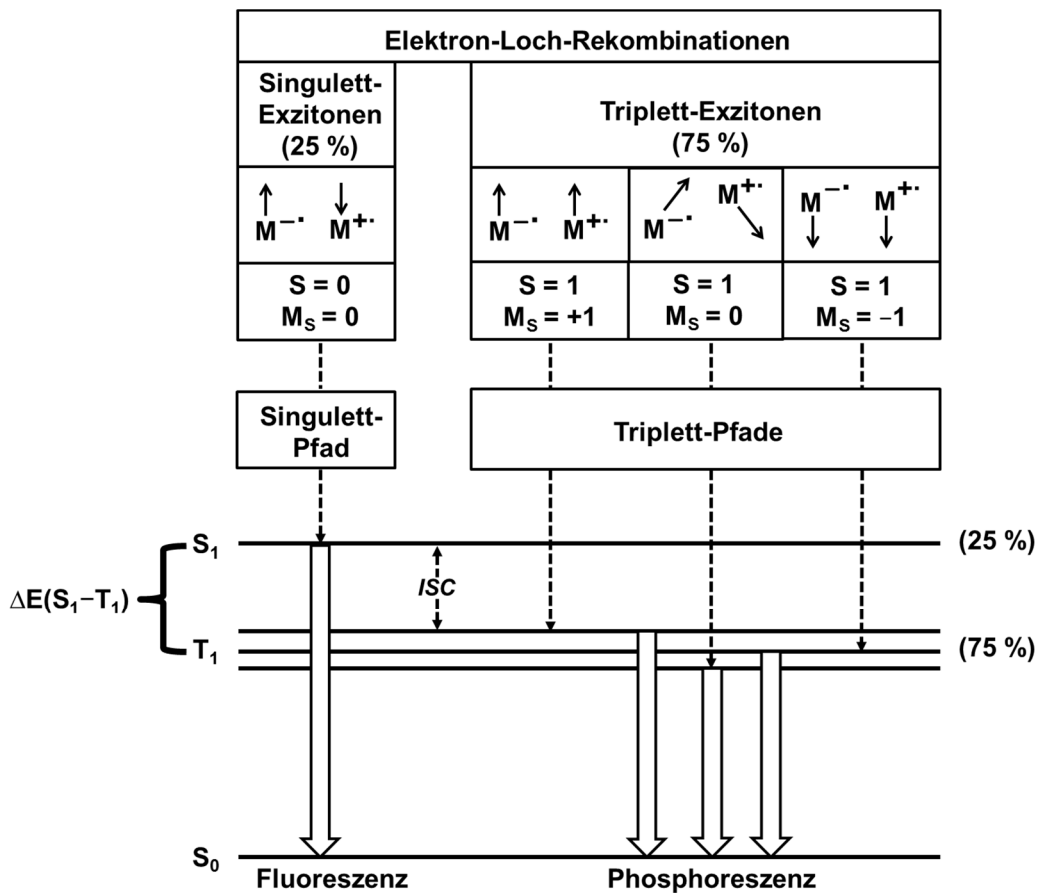 Elektron-Loch-Rekombinationen
Singulett-
Exzitonen
(25 %)
Triplett-Exzitonen
(75 %)
M−· M+·
M−· M+·
M−· M+·
M−· M+·
S = 0
MS = 0
S = 1
MS = +1
S = 1
MS = 0
S = 1
MS = −1
Singulett-
Pfad
Triplett-Pfade
S1
(25 %)
ISC
ΔE(S1−T1)
T1
(75 %)
S0
Fluoreszenz
Phosphoreszenz